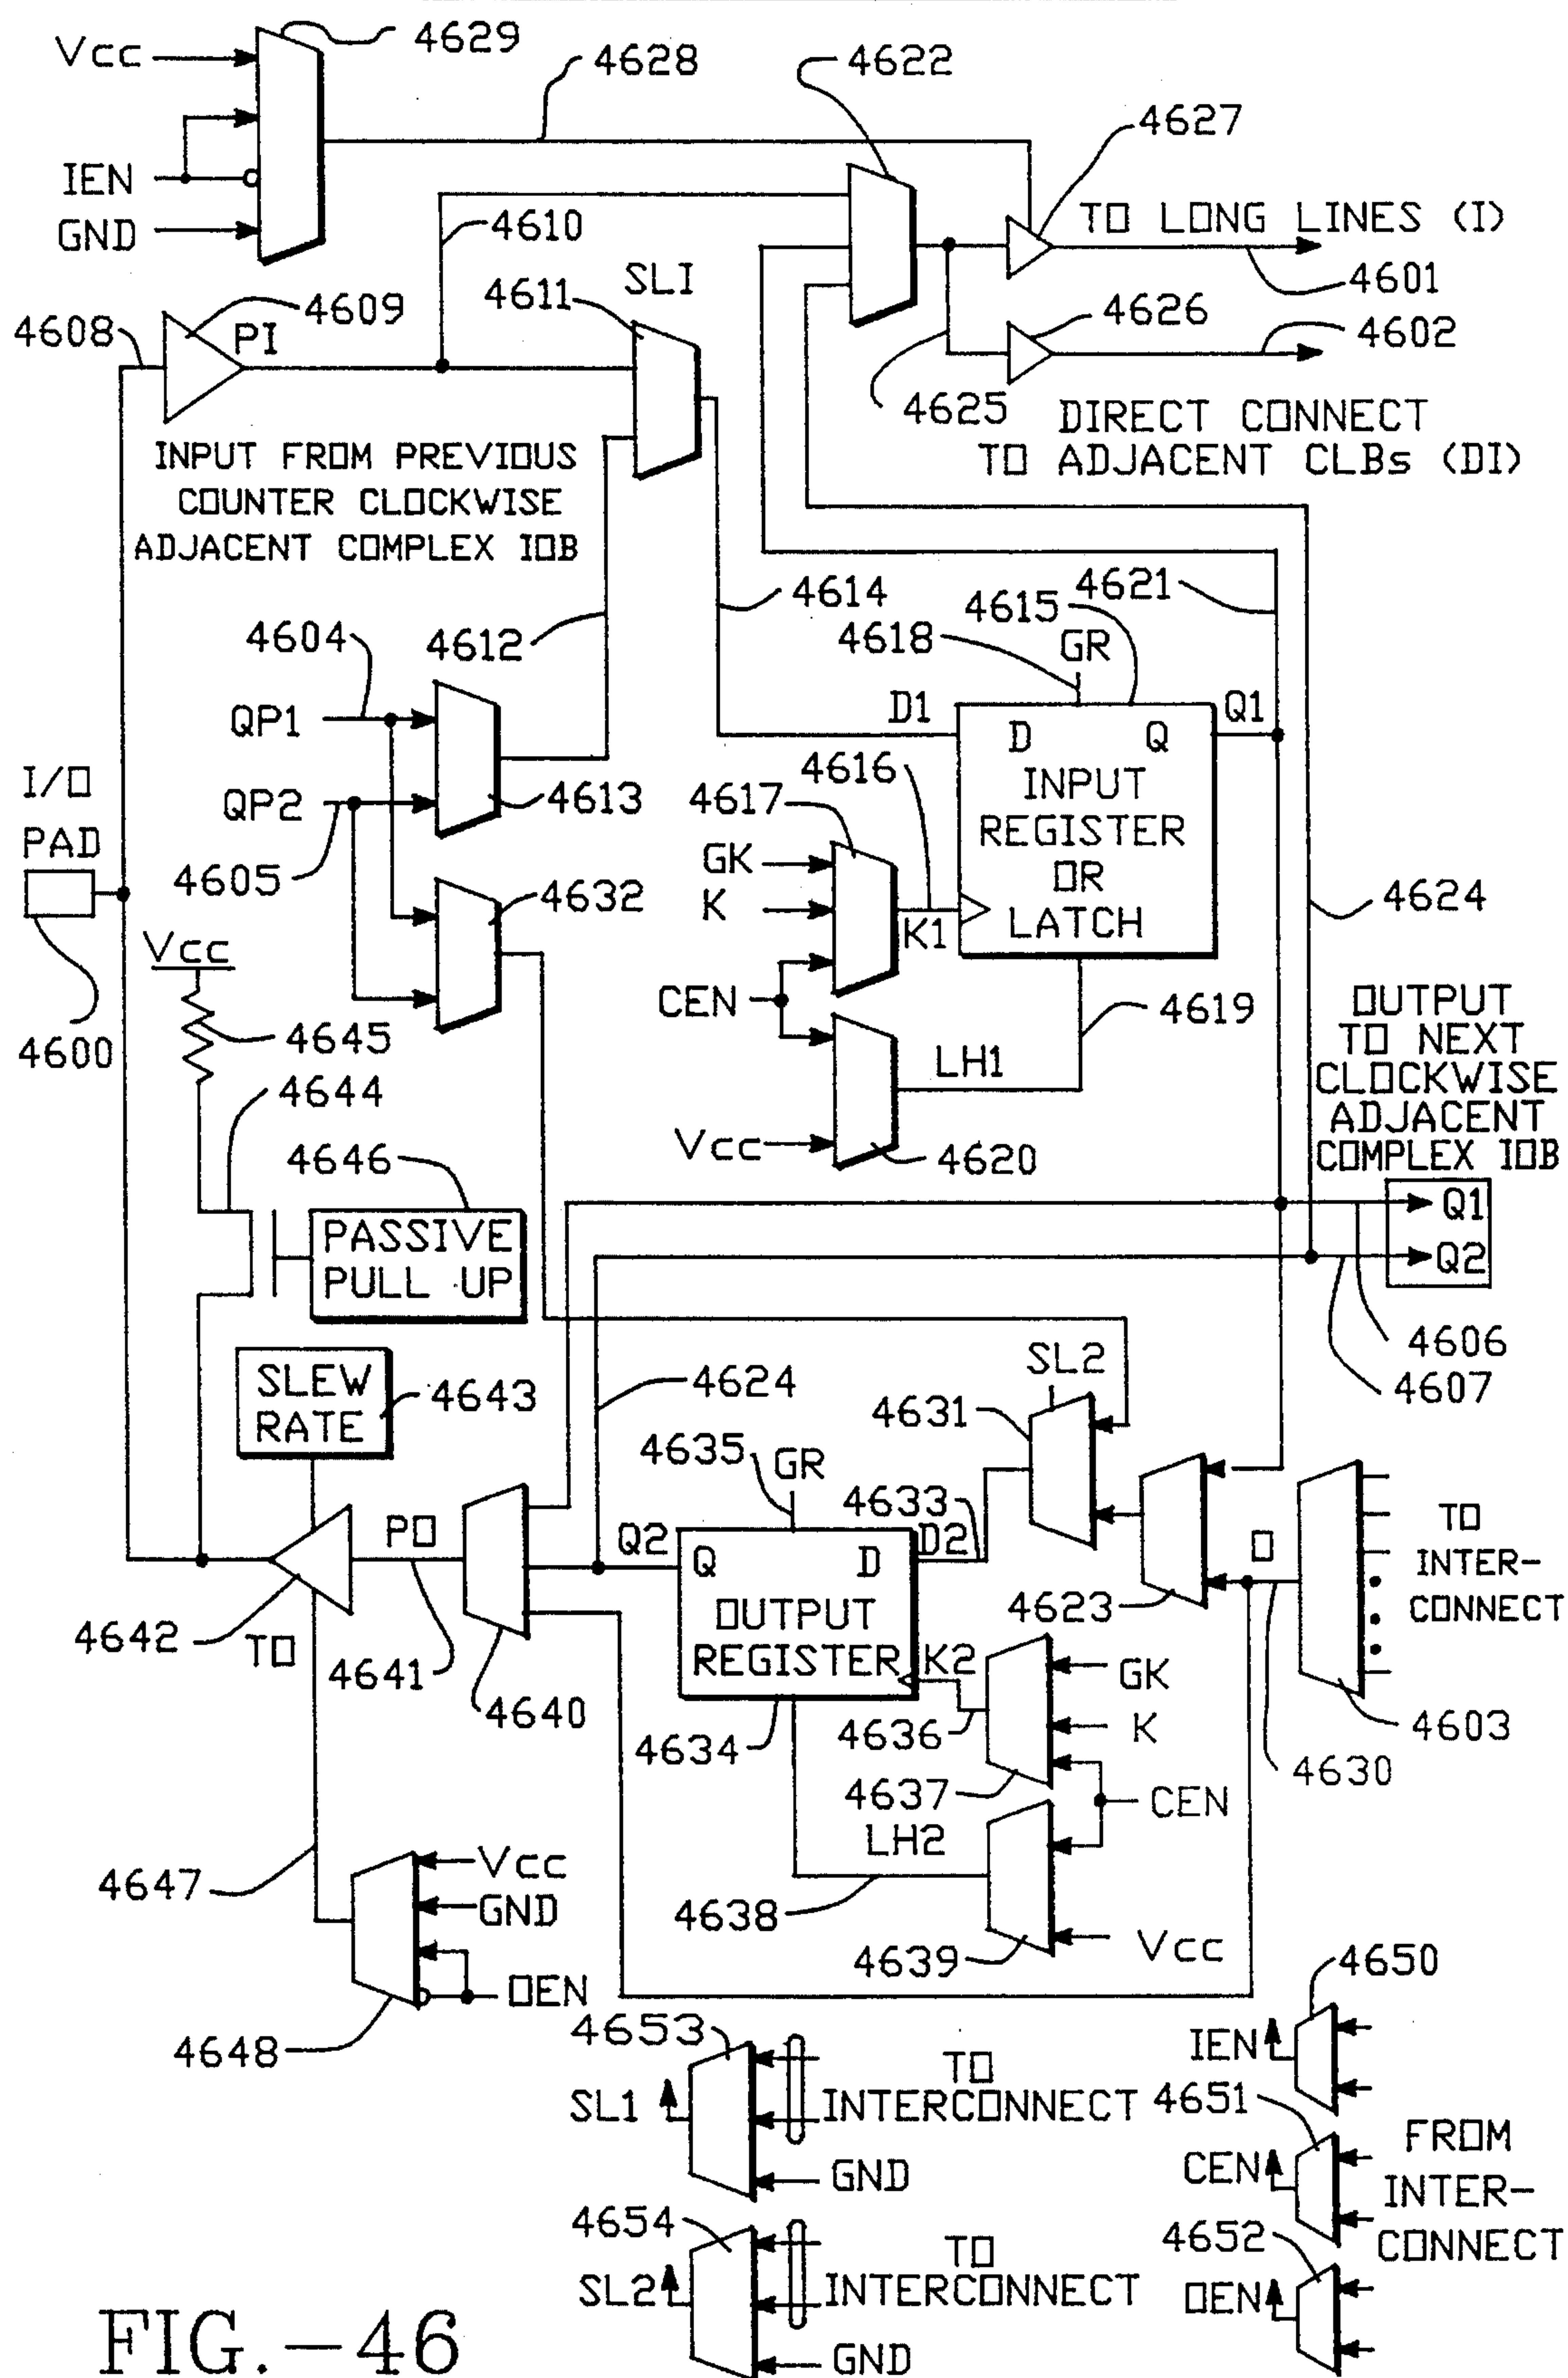 4629
Vcc
4628
4622
4627
IEN
GND
TO LONG LINES (I)
4610
4601
SLI
4611
4609
4626
4602
4608
PI
4625
DIRECT CONNECT
TO ADJACENT CLBs (DI)
INPUT FROM PREVIOUS
COUNTER CLOCKWISE
ADJACENT COMPLEX IOB
4614
4621
4615
4604
4612
4618
GR
QP1
D1
Q1
D
Q
INPUT
REGISTER
OR
LATCH
I/O
PAD
QP2
4613
4616
4617
GK
4605
4632
K
K1
4624
Vcc
CEN
4619
OUTPUT
TO NEXT
CLOCKWISE
ADJACENT
COMPLEX IOB
4600
4645
LH1
4644
Vcc
4620
4646
PASSIVE
PULL UP
Q1
Q2
4606
4607
SLEW
RATE
4643
4624
SL2
4631
4635
GR
4633
PO
Q2
D2
Q
D
O
TO
INTER-
CONNECT
OUTPUT
REGISTER
4623
4642
TO
4641
K2
GK
4640
4634
4636
K
4603
4630
4637
CEN
LH2
4647
Vcc
GND
4638
4639
Vcc
OEN
4650
4648
4653
IEN
SL1
TO
INTERCONNECT
4651
GND
CEN
FROM
INTER-
CONNECT
4654
4652
SL2
TO
INTERCONNECT
OEN
GND
FIG.-46